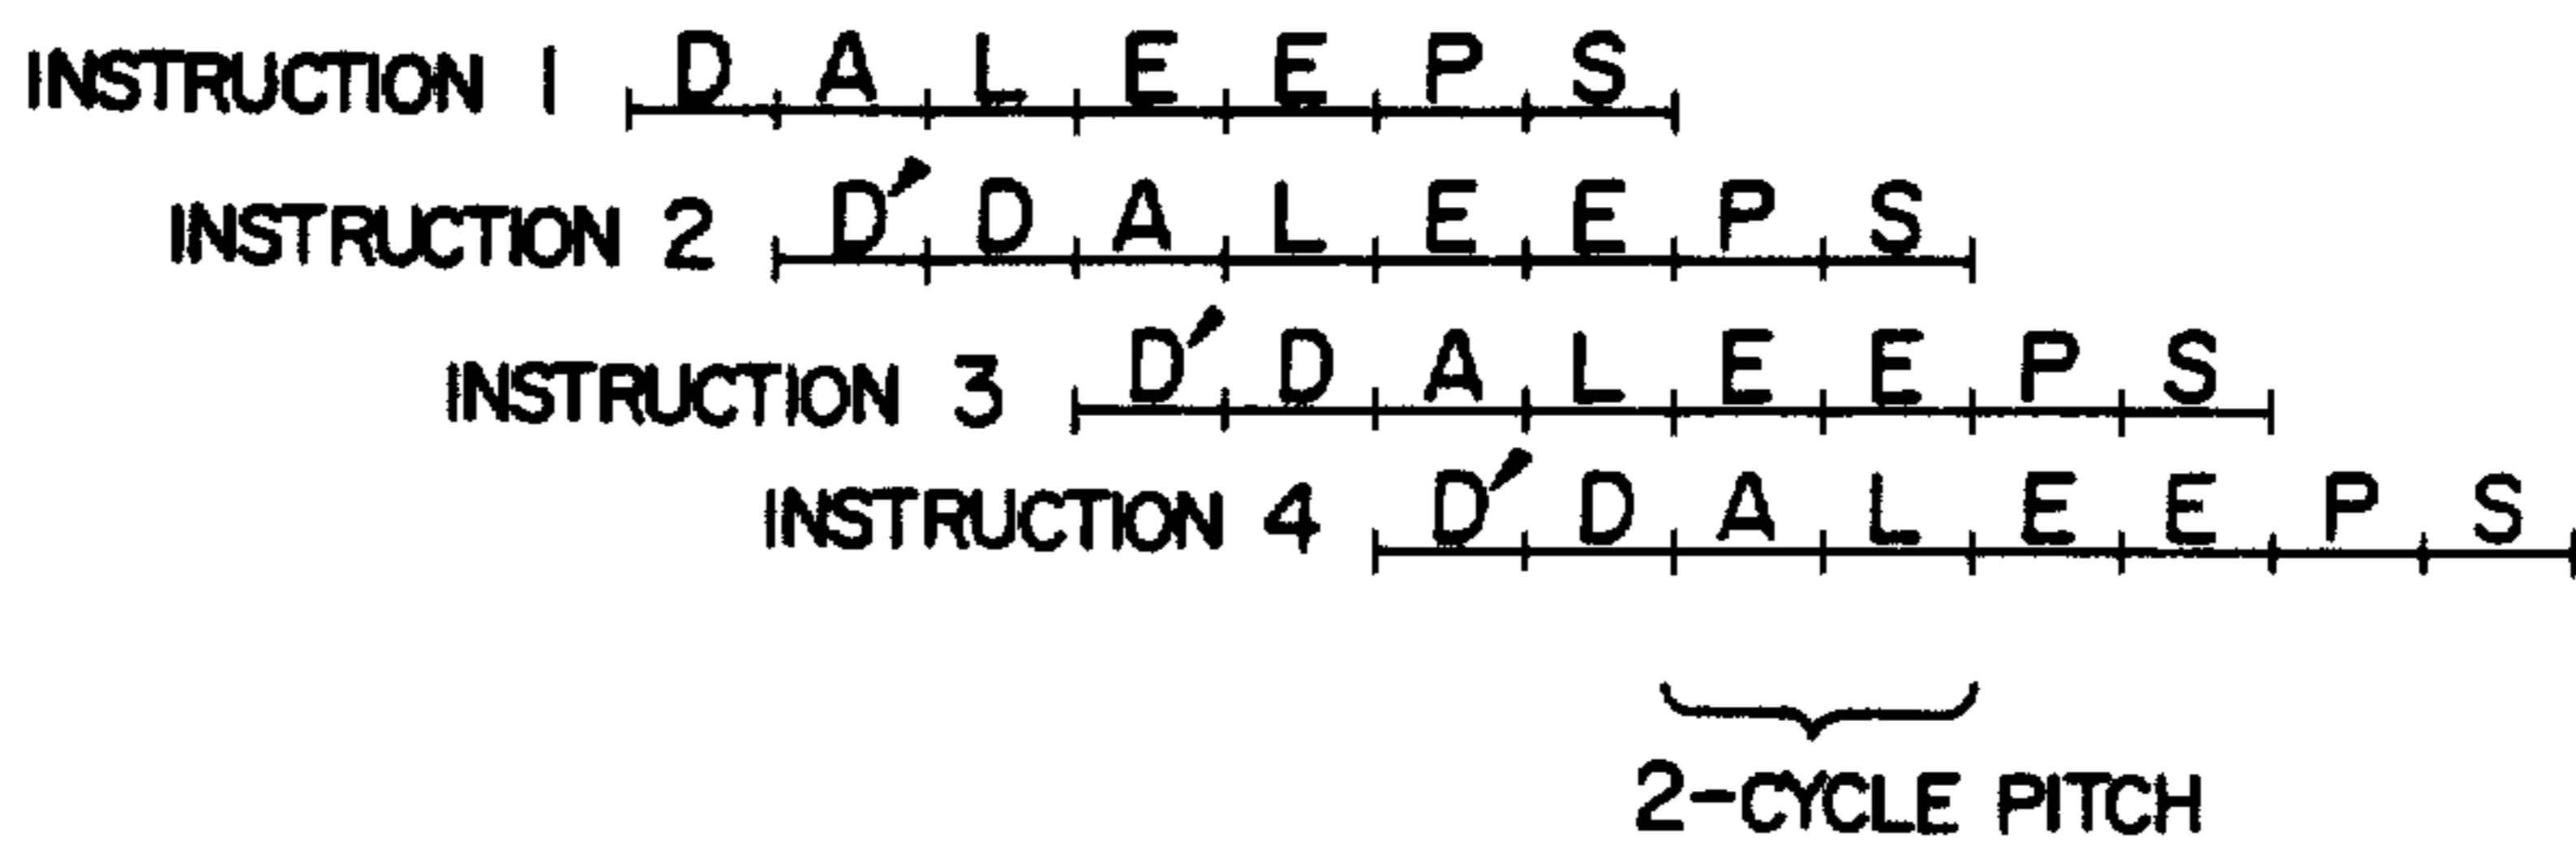 INSTRUCTION 1 D A L E E P S
INSTRUCTION 2 D' D A L E E P S
INSTRUCTION 3 D' D A L E E P S
INSTRUCTION 4 D' D A L E E P S
2-CYCLE PITCH